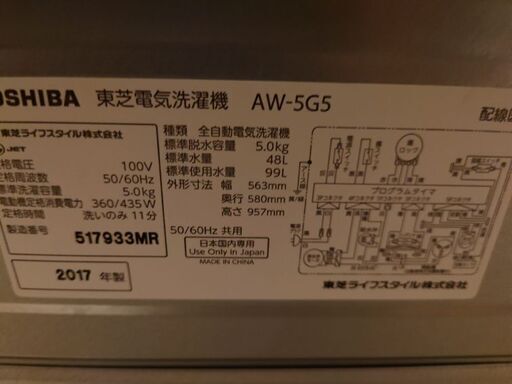 OSHIBA 東芝電気洗濯機 AW-5G5
配線図
東芝ライフスタイル株式会社
JET
格電圧 100V
定格周波数 50/60Hz
標準洗濯容量 5.0kg
電動機定格消費電力 360/435W
定格時間 洗いのみ 11分
製造番号 517933MR
2017 年製
種類 全自動電気洗濯機
標準脱水容量 5.0kg
標準水量 48L
標準使用水量 99L
外形寸法 幅 563mm
奥行 580mm
高さ 957mm
50/60Hz 共用
日本国内専用
Use Only In Japan
MADE IN CHINA
ロック
プログラムタイマ
東芝ライフスタイル株式会社